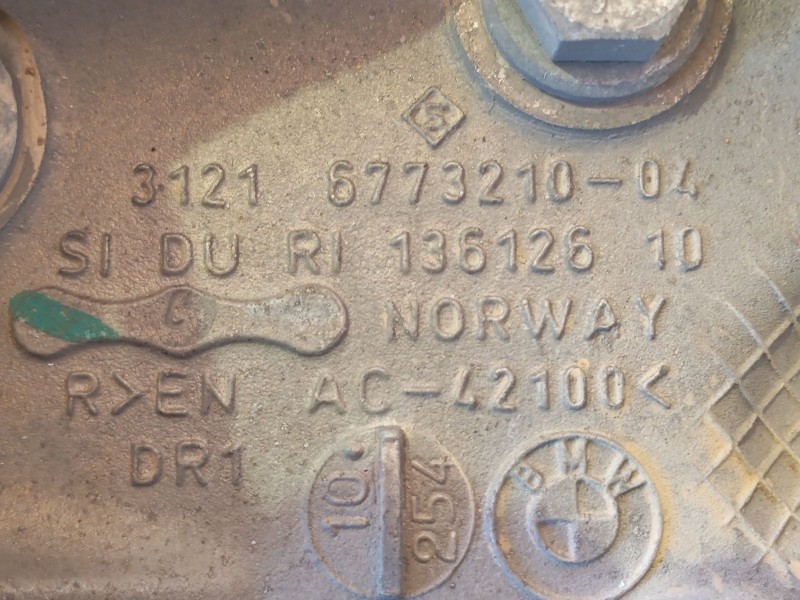 3121 6773210-04
SI DU RI 136126 10
NORWAY
R>EN AC-42100<
DR1
10
254
BMW